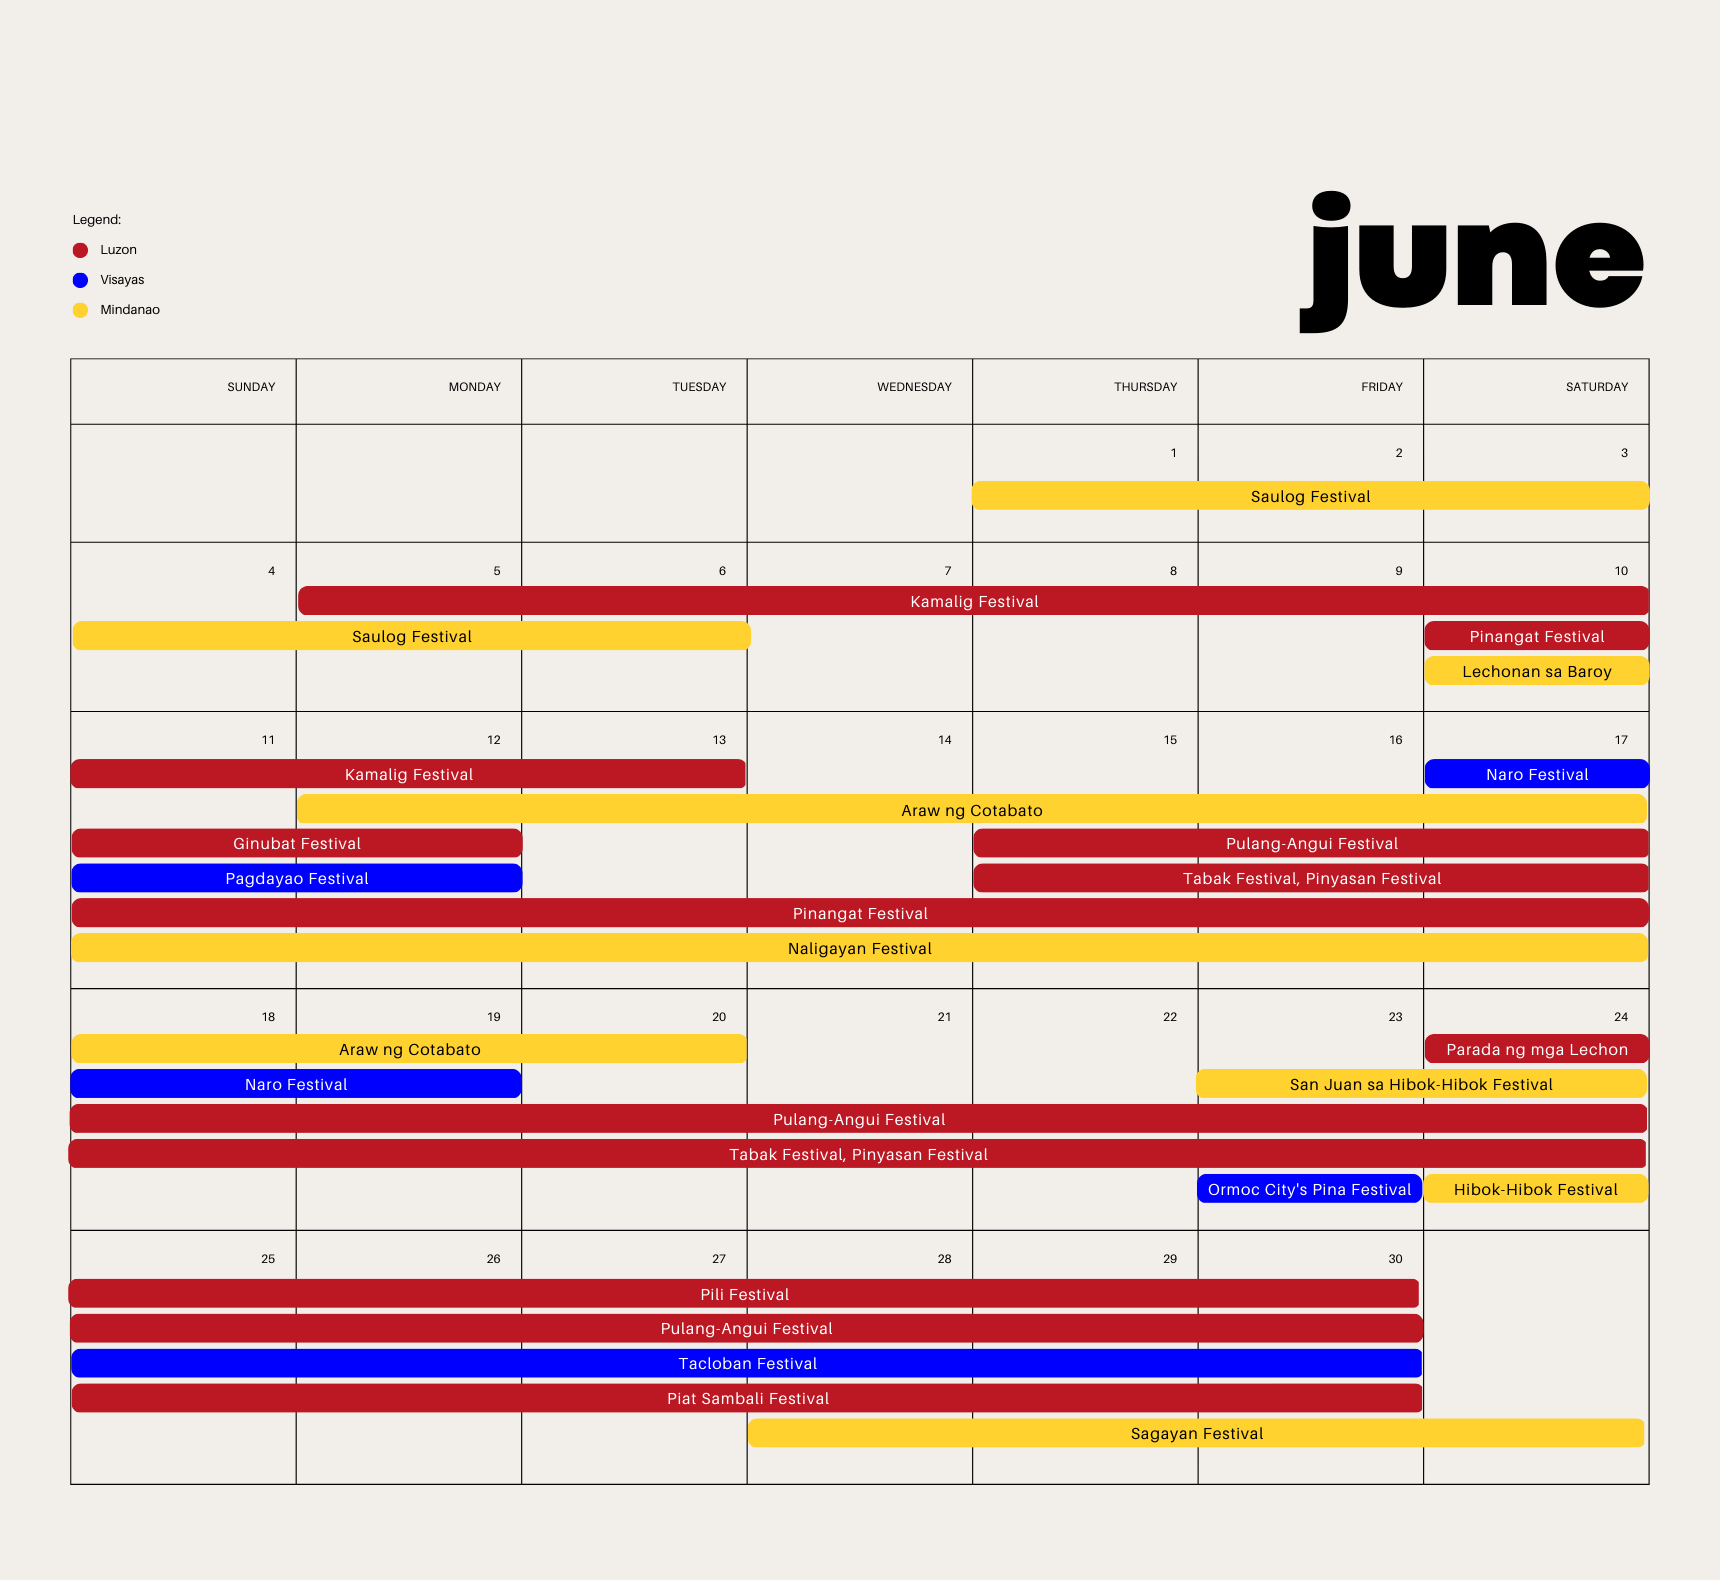 june
Legend:
Luzon
Visayas
Mindanao
SUNDAY MONDAY TUESDAY WEDNESDAY THURSDAY FRIDAY SATURDAY
1 2 3
Saulog Festival
4 5 6 7 8 9 10
Kamalig Festival
Saulog Festival Pinangat Festival
Lechonan sa Baroy
11 12 13 14 15 16 17
Kamalig Festival Naro Festival
Araw ng Cotabato
Ginubat Festival Pulang-Angui Festival
Pagdayao Festival Tabak Festival, Pinyasan Festival
Pinangat Festival
Naligayan Festival
18 19 20 21 22 23 24
Araw ng Cotabato Parada ng mga Lechon
Naro Festival San Juan sa Hibok-Hibok Festival
Pulang-Angui Festival
Tabak Festival, Pinyasan Festival
Ormoc City's Pina Festival Hibok-Hibok Festival
25 26 27 28 29 30
Pili Festival
Pulang-Angui Festival
Tacloban Festival
Piat Sambali Festival
Sagayan Festival